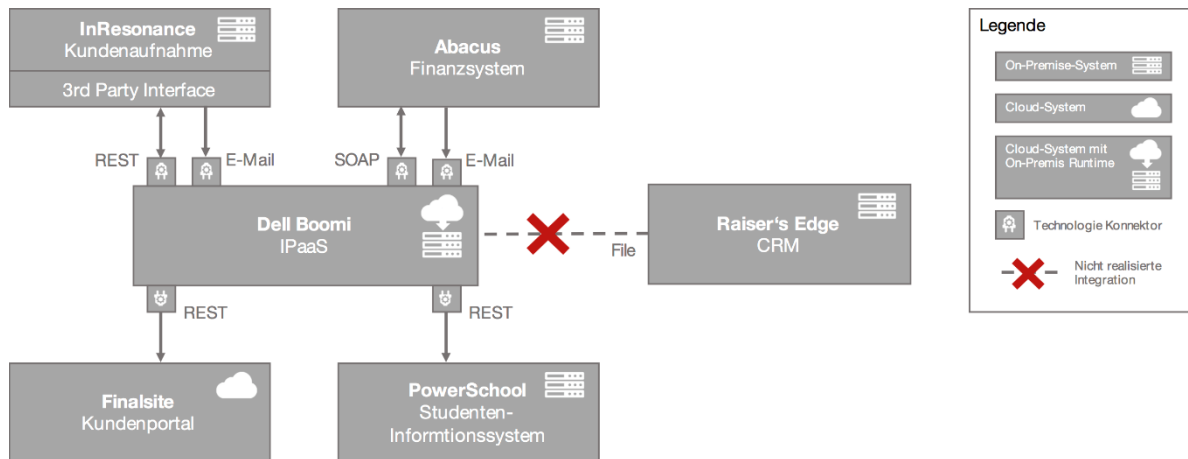 InResonance
Kundenaufnahme
3rd Party Interface
Abacus
Finanzsystem
REST
E-Mail
SOAP
E-Mail
Dell Boomi
IPaaS
File
Raiser‘s Edge
CRM
REST
REST
Finalsite
Kundenportal
PowerSchool
Studenten-
Informtionssystem
Legende
On-Premise-System
Cloud-System
Cloud-System mit
On-Premis Runtime
Technologie Konnektor
Nicht realisierte
Integration